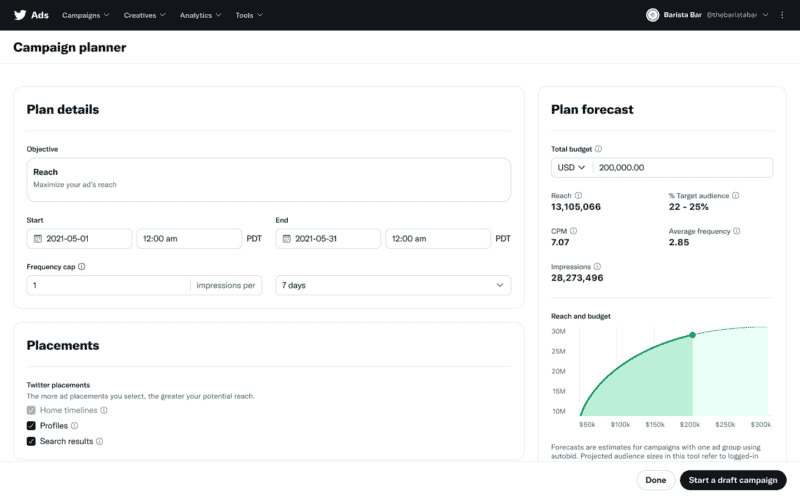 Ads Campaigns Creatives Analytics Tools Barista Bar @thebaristabar
Campaign planner
Plan details
Objective
Reach
Maximize your ad's reach
Start
2021-05-01 12:00 am PDT
End
2021-05-31 12:00 am PDT
Frequency cap
1 impressions per 7 days
Placements
Twitter placements
The more ad placements you select, the greater your potential reach.
Home timelines
Profiles
Search results
Plan forecast
Total budget
USD 200,000.00
Reach
13,105,066
% Target audience
22 - 25%
CPM
7.07
Average frequency
2.85
Impressions
28,273,496
Reach and budget
30M
25M
20M
15M
10M
$50k $100k $150k $200k $250k $300k
Forecasts are estimates for campaigns with one ad group using
autobid. Projected audience sizes in this tool refer to logged-in
Done Start a draft campaign